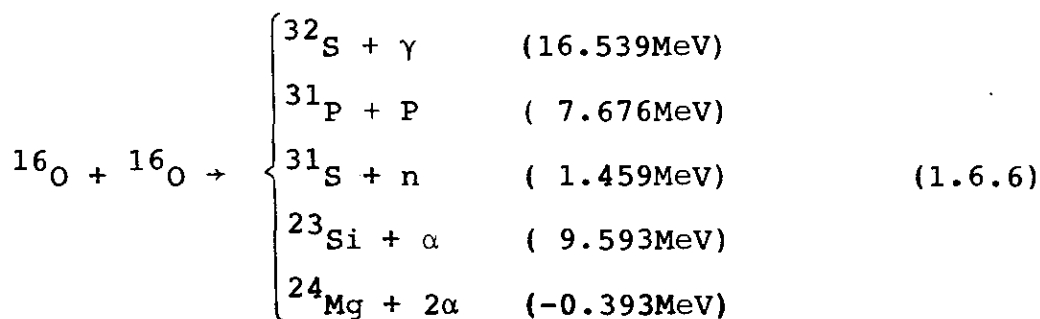 ³²S + γ (16.539MeV)
³¹P + P ( 7.676MeV)
¹⁶O + ¹⁶O → ³¹S + n ( 1.459MeV) (1.6.6)
²³Si + α ( 9.593MeV)
²⁴Mg + 2α (-0.393MeV)